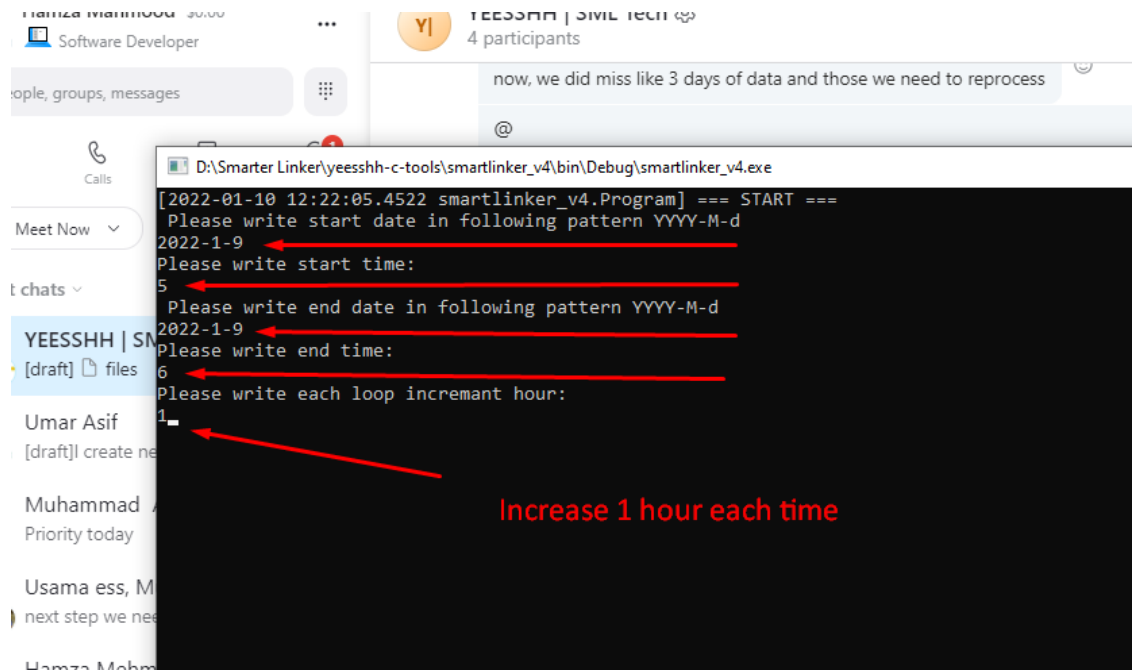 Hamza Mahmood $0.00
Software Developer
people, groups, messages
Calls
1
Meet Now
t chats
YEESSHH | SM
[draft] files
Umar Asif
[draft]I create ne
Muhammad
Priority today
Usama ess, M
next step we nee
Hamza Mehm
Y|
YEESSHH | SML Tech
4 participants
now, we did miss like 3 days of data and those we need to reprocess
@
D:\Smarter Linker\yeesshh-c-tools\smartlinker_v4\bin\Debug\smartlinker_v4.exe
[2022-01-10 12:22:05.4522 smartlinker_v4.Program] === START ===
Please write start date in following pattern YYYY-M-d
2022-1-9
Please write start time:
5
Please write end date in following pattern YYYY-M-d
2022-1-9
Please write end time:
6
Please write each loop incremant hour:
1
Increase 1 hour each time